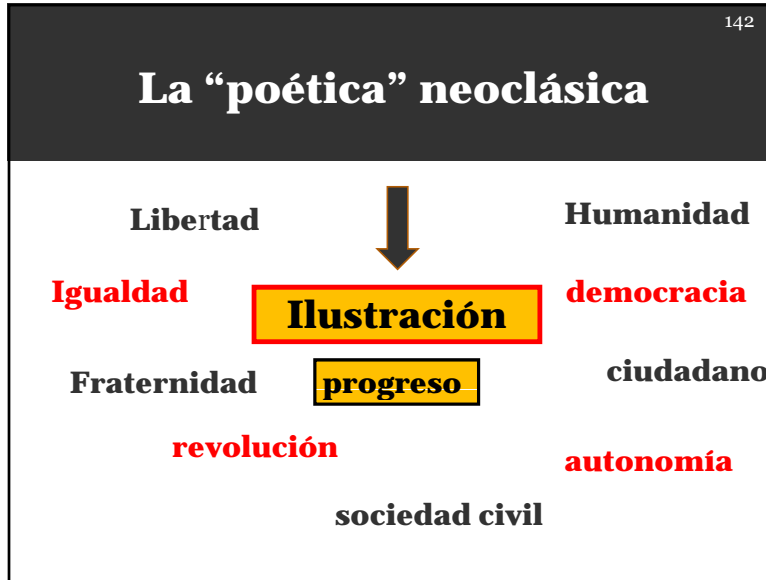 142
La “poética” neoclásica
Libertad
Humanidad
Igualdad
democracia
Ilustración
Fraternidad
progreso
ciudadano
revolución
autonomía
sociedad civil